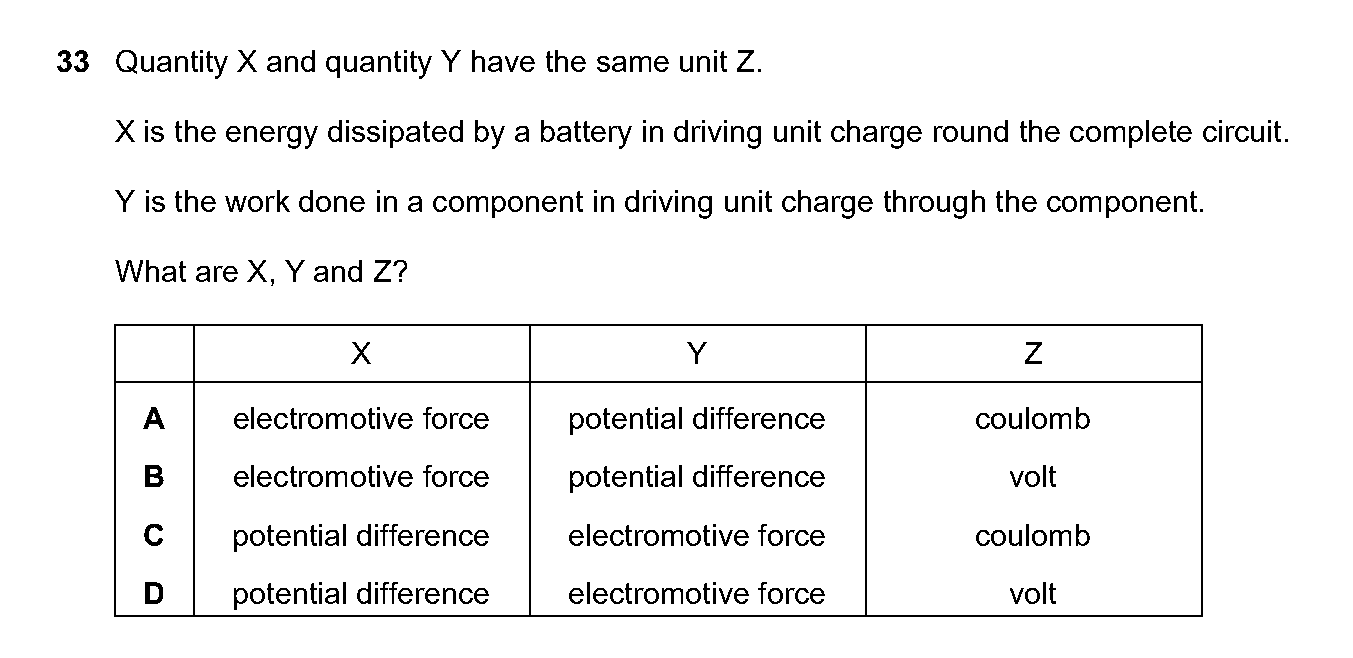 33 Quantity X and quantity Y have the same unit Z.
X is the energy dissipated by a battery in driving unit charge round the complete circuit.
Y is the work done in a component in driving unit charge through the component.
What are X, Y and Z?
X Y Z
A electromotive force potential difference coulomb
B electromotive force potential difference volt
C potential difference electromotive force coulomb
D potential difference electromotive force volt